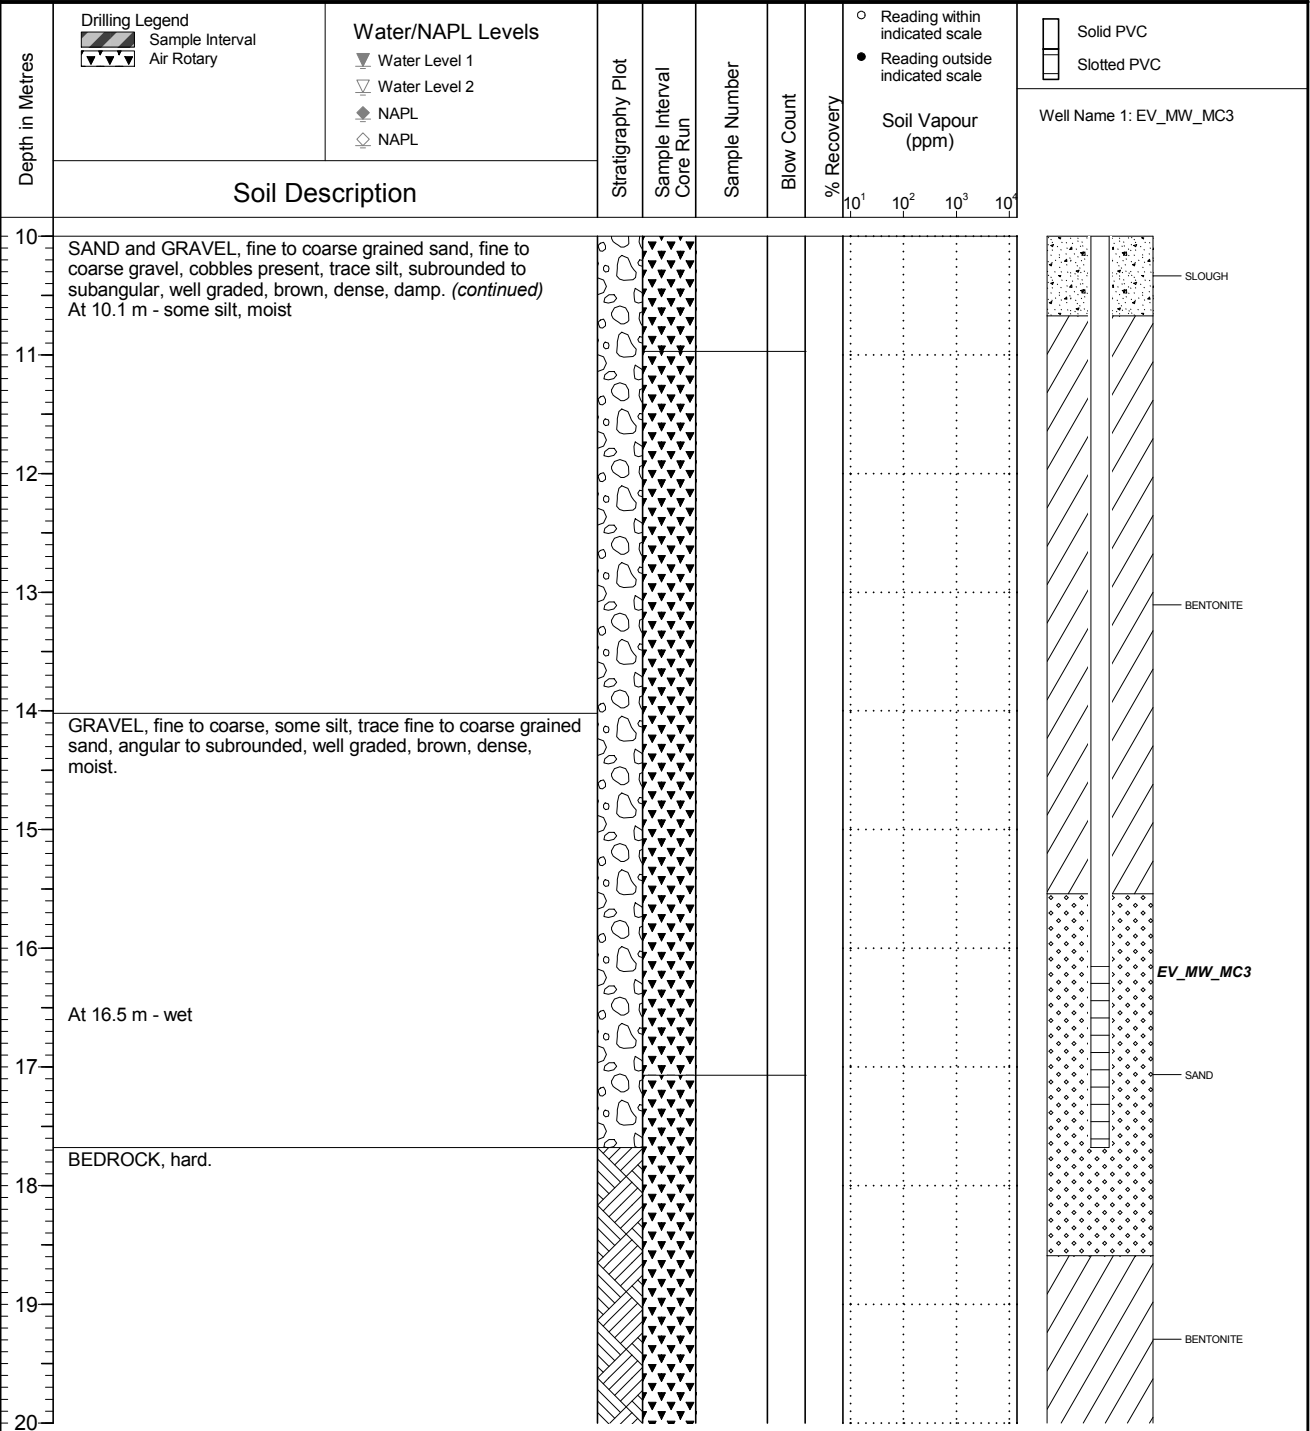 Drilling Legend
Sample Interval
Air Rotary
Water/NAPL Levels
Water Level 1
Water Level 2
NAPL
NAPL
Reading within
indicated scale
Reading outside
indicated scale
Solid PVC
Slotted PVC
Depth in Metres
Soil Description
Stratigraphy Plot
Sample Interval
Core Run
Sample Number
Blow Count
% Recovery
Soil Vapour
(ppm)
10¹ 10² 10³ 10⁴
Well Name 1: EV_MW_MC3
10
SAND and GRAVEL, fine to coarse grained sand, fine to
coarse gravel, cobbles present, trace silt, subrounded to
subangular, well graded, brown, dense, damp. (continued)
At 10.1 m - some silt, moist
SLOUGH
11
12
13
BENTONITE
14
GRAVEL, fine to coarse, some silt, trace fine to coarse grained
sand, angular to subrounded, well graded, brown, dense,
moist.
15
16
EV_MW_MC3
At 16.5 m - wet
17
SAND
BEDROCK, hard.
18
19
BENTONITE
20